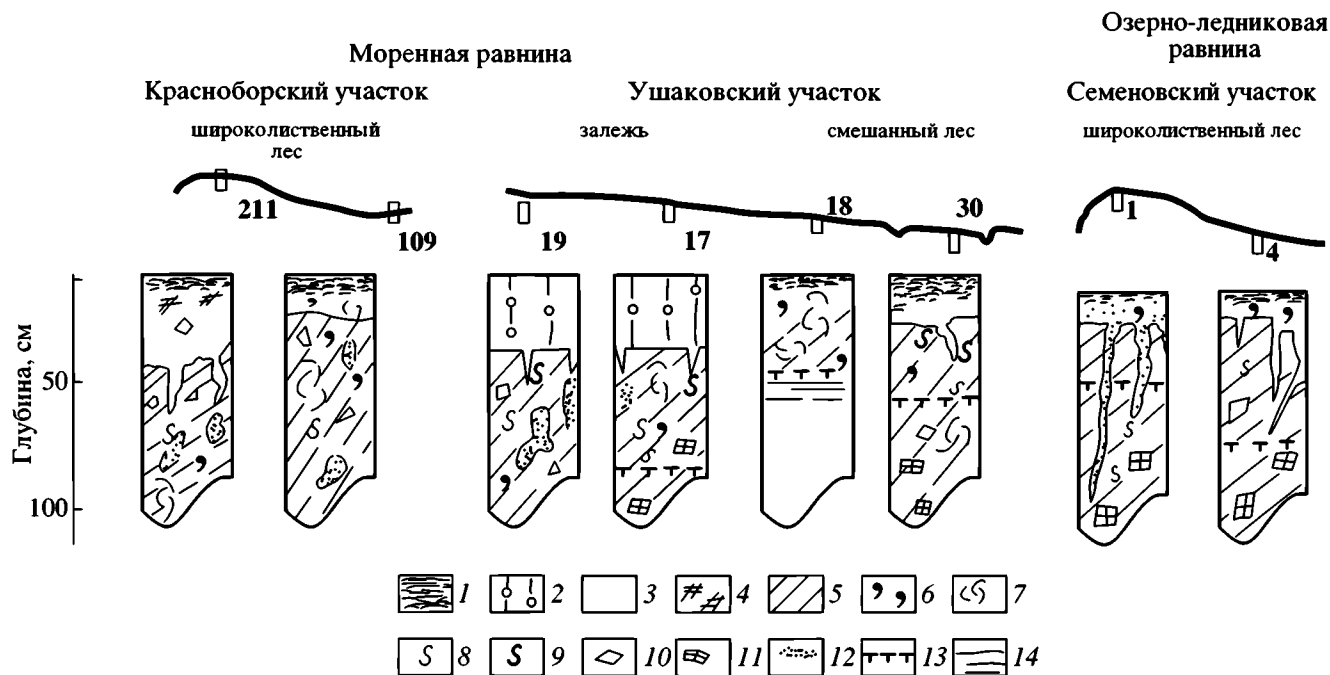 Моренная равнина
Озерно-ледниковая
равнина
Красноборский участок
Ушаковский участок
Семеновский участок
широколиственный
лес
залежь
смешанный лес
широколиственный лес
211
109
19
17
18
30
1
4
Глубина, см
50
100
1
2
3
4
5
6
7
8
9
10
11
12
13
14